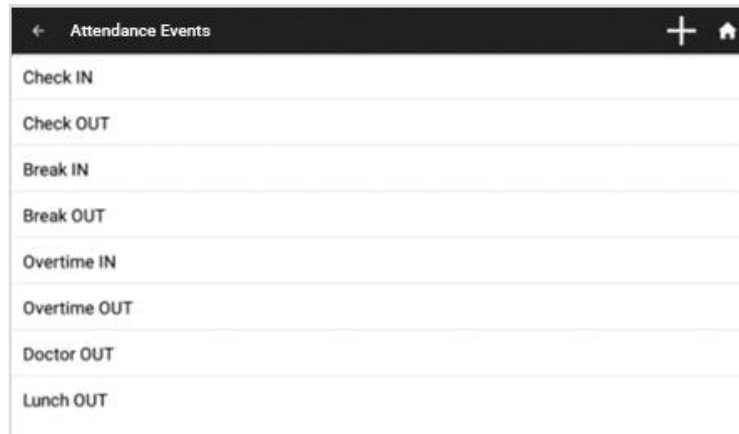 Attendance Events
Check IN
Check OUT
Break IN
Break OUT
Overtime IN
Overtime OUT
Doctor OUT
Lunch OUT